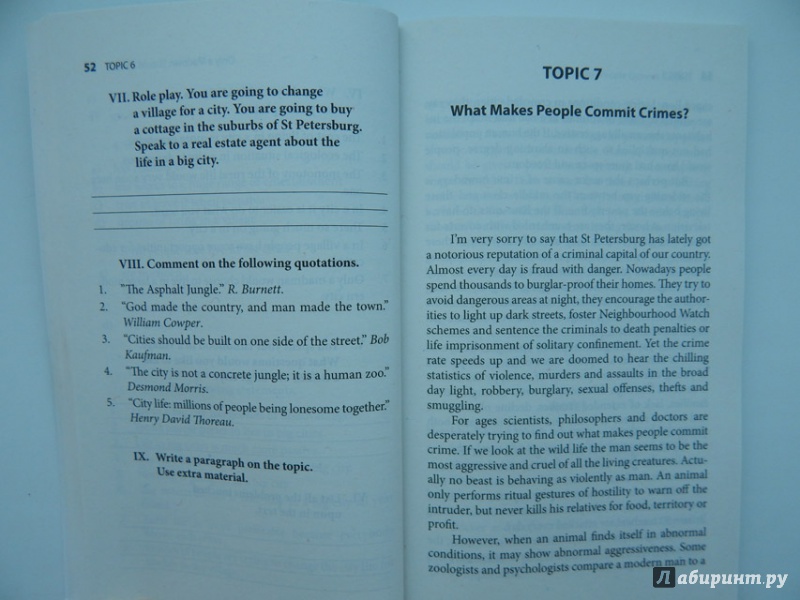 52 TOPIC 6
VII. Role play. You are going to change
a village for a city. You are going to buy
a cottage in the suburbs of St Petersburg.
Speak to a real estate agent about the
life in a big city.
VIII. Comment on the following quotations.
1. "The Asphalt Jungle." R. Burnett.
2. "God made the country, and man made the town."
William Cowper.
3. "Cities should be built on one side of the street." Bob
Kaufman.
4. "The city is not a concrete jungle; it is a human zoo."
Desmond Morris.
5. "City life: millions of people being lonesome together."
Henry David Thoreau.
IX. Write a paragraph on the topic.
Use extra material.
TOPIC 7
What Makes People Commit Crimes?
I'm very sorry to say that St Petersburg has lately got
a notorious reputation of a criminal capital of our country.
Almost every day is fraud with danger. Nowadays people
spend thousands to burglar-proof their homes. They try to
avoid dangerous areas at night, they encourage the author-
ities to light up dark streets, foster Neighbourhood Watch
schemes and sentence the criminals to death penalties or
life imprisonment of solitary confinement. Yet the crime
rate speeds up and we are doomed to hear the chilling
statistics of violence, murders and assaults in the broad
day light, robbery, burglary, sexual offenses, thefts and
smuggling.
For ages scientists, philosophers and doctors are
desperately trying to find out what makes people commit
crime. If we look at the wild life the man seems to be the
most aggressive and cruel of all the living creatures. Actu-
ally no beast is behaving as violently as man. An animal
only performs ritual gestures of hostility to warn off the
intruder, but never kills his relatives for food, territory or
profit.
However, when an animal finds itself in abnormal
conditions, it may show abnormal aggressiveness. Some
zoologists and psychologists compare a modern man to a
Лабиринт.ру